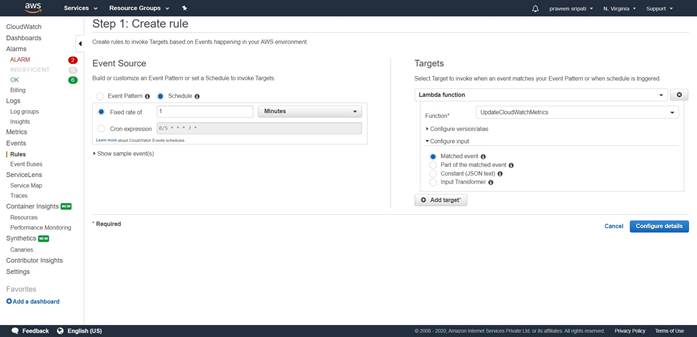 aws
Services
Resource Groups
praveen sripati
N. Virginia
Support
CloudWatch
Dashboards
Alarms
ALARM 2
INSUFFICIENT
OK 6
Billing
Logs
Log groups
Insights
Metrics
Events
Rules
Event Buses
ServiceLens
Service Map
Traces
Container Insights NEW
Resources
Performance Monitoring
Synthetics NEW
Canaries
Contributor Insights
Settings
Favorites
Add a dashboard
Step 1: Create rule
Create rules to invoke Targets based on Events happening in your AWS environment.
Event Source
Build or customize an Event Pattern or set a Schedule to invoke Targets.
Event Pattern
Schedule
Fixed rate of
1
Minutes
Cron expression
0/5 * * * ? *
Learn more about CloudWatch Events schedules.
Show sample event(s)
Targets
Select Target to invoke when an event matches your Event Pattern or when schedule is triggered.
Lambda function
Function*
UpdateCloudWatchMetrics
Configure version/alias
Configure input
Matched event
Part of the matched event
Constant (JSON text)
Input Transformer
Add target*
* Required
Cancel
Configure details
Feedback
English (US)
© 2008 - 2020, Amazon Internet Services Private Ltd. or its affiliates. All rights reserved.
Privacy Policy
Terms of Use